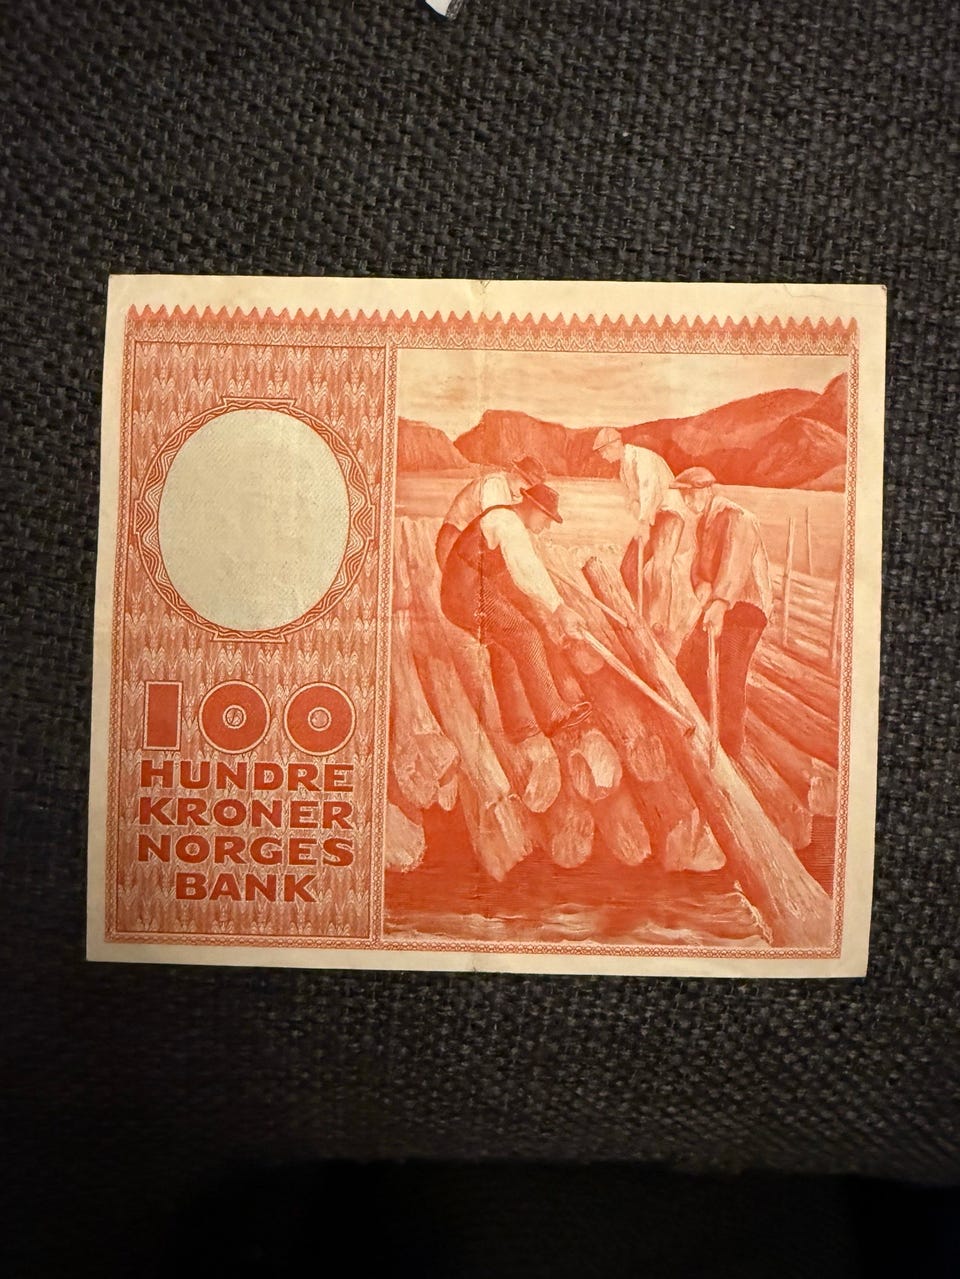 100
HUNDRE
KRONER
NORGES
BANK